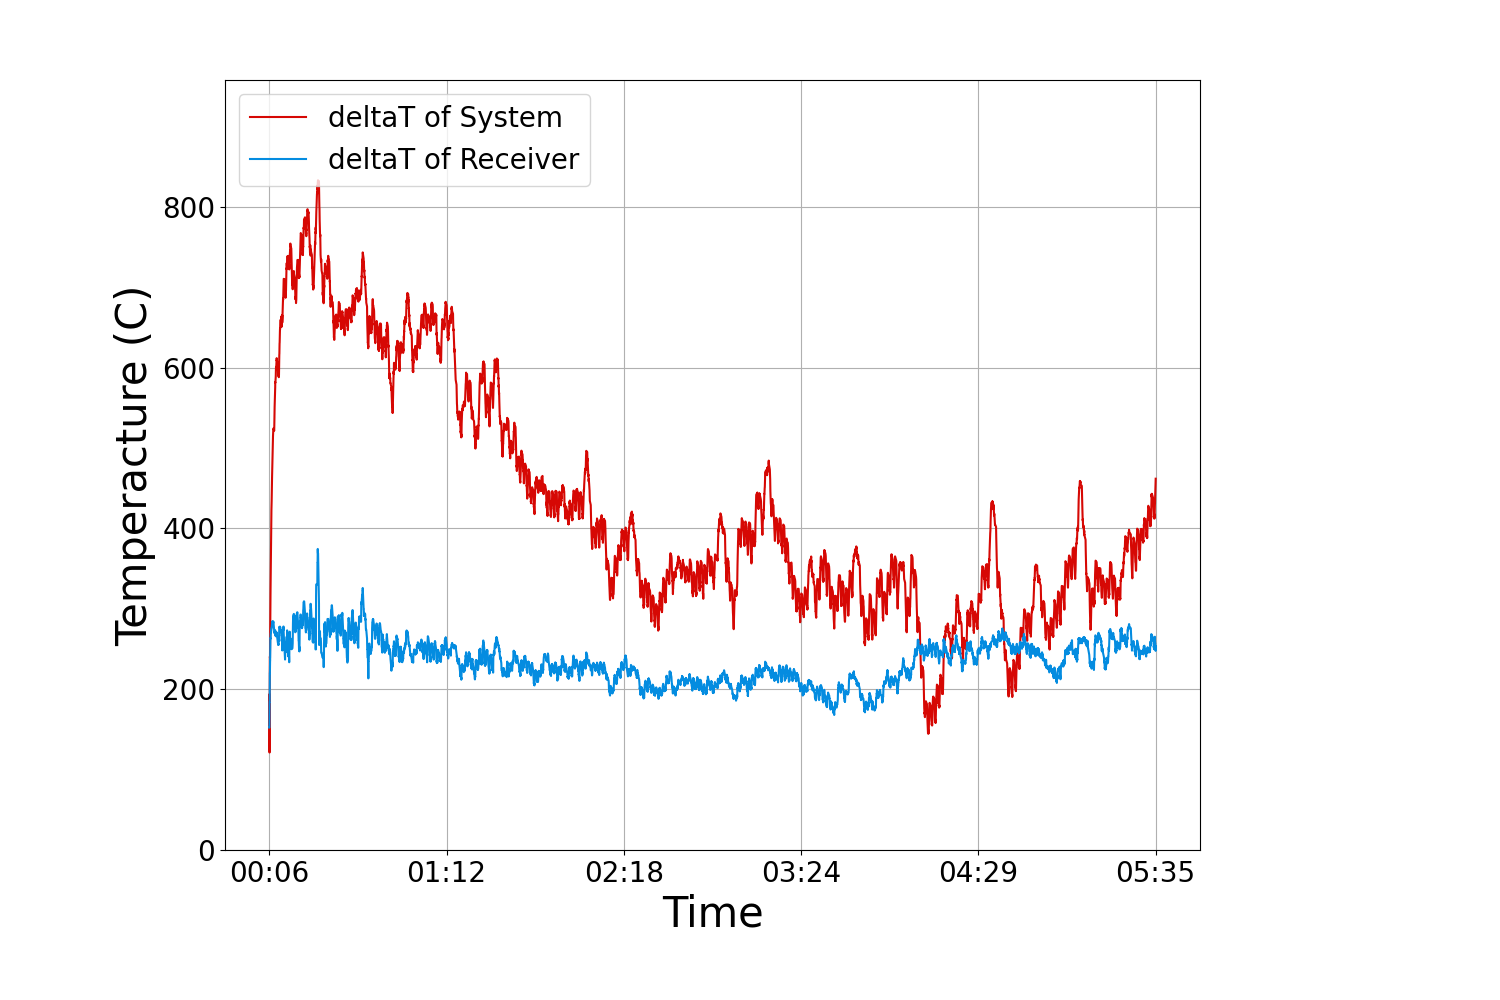 deltaT of System
deltaT of Receiver
Temperacture (C)
800
600
400
200
0
00:06 01:12 02:18 03:24 04:29 05:35
Time